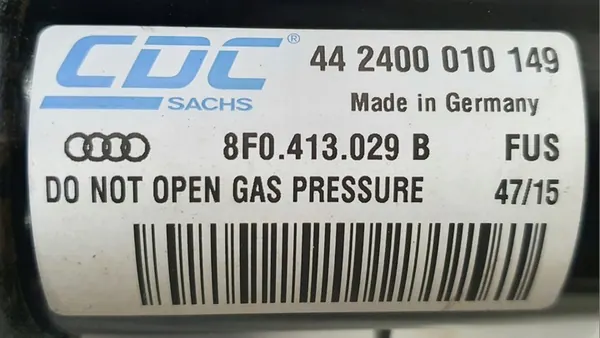 CDC® 44 2400 010 149
SACHS Made in Germany
8F0.413.029 B FUS
DO NOT OPEN GAS PRESSURE 47/15